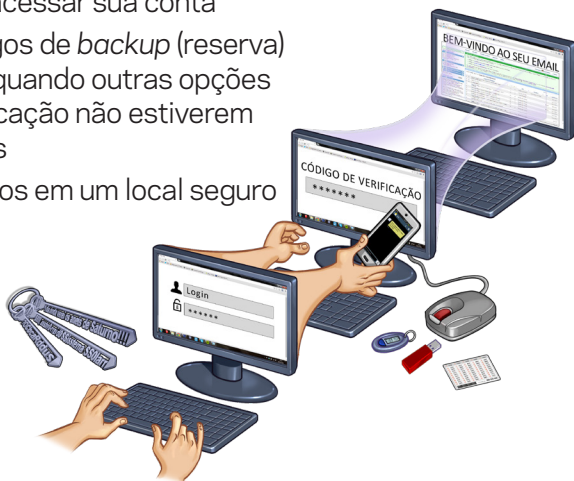 acessar sua conta
gos de backup (reserva)
quando outras opções
icação não estiverem
s
os em um local seguro
BEM-VINDO AO SEU EMAIL
CÓDIGO DE VERIFICAÇÃO
*******
Login
******